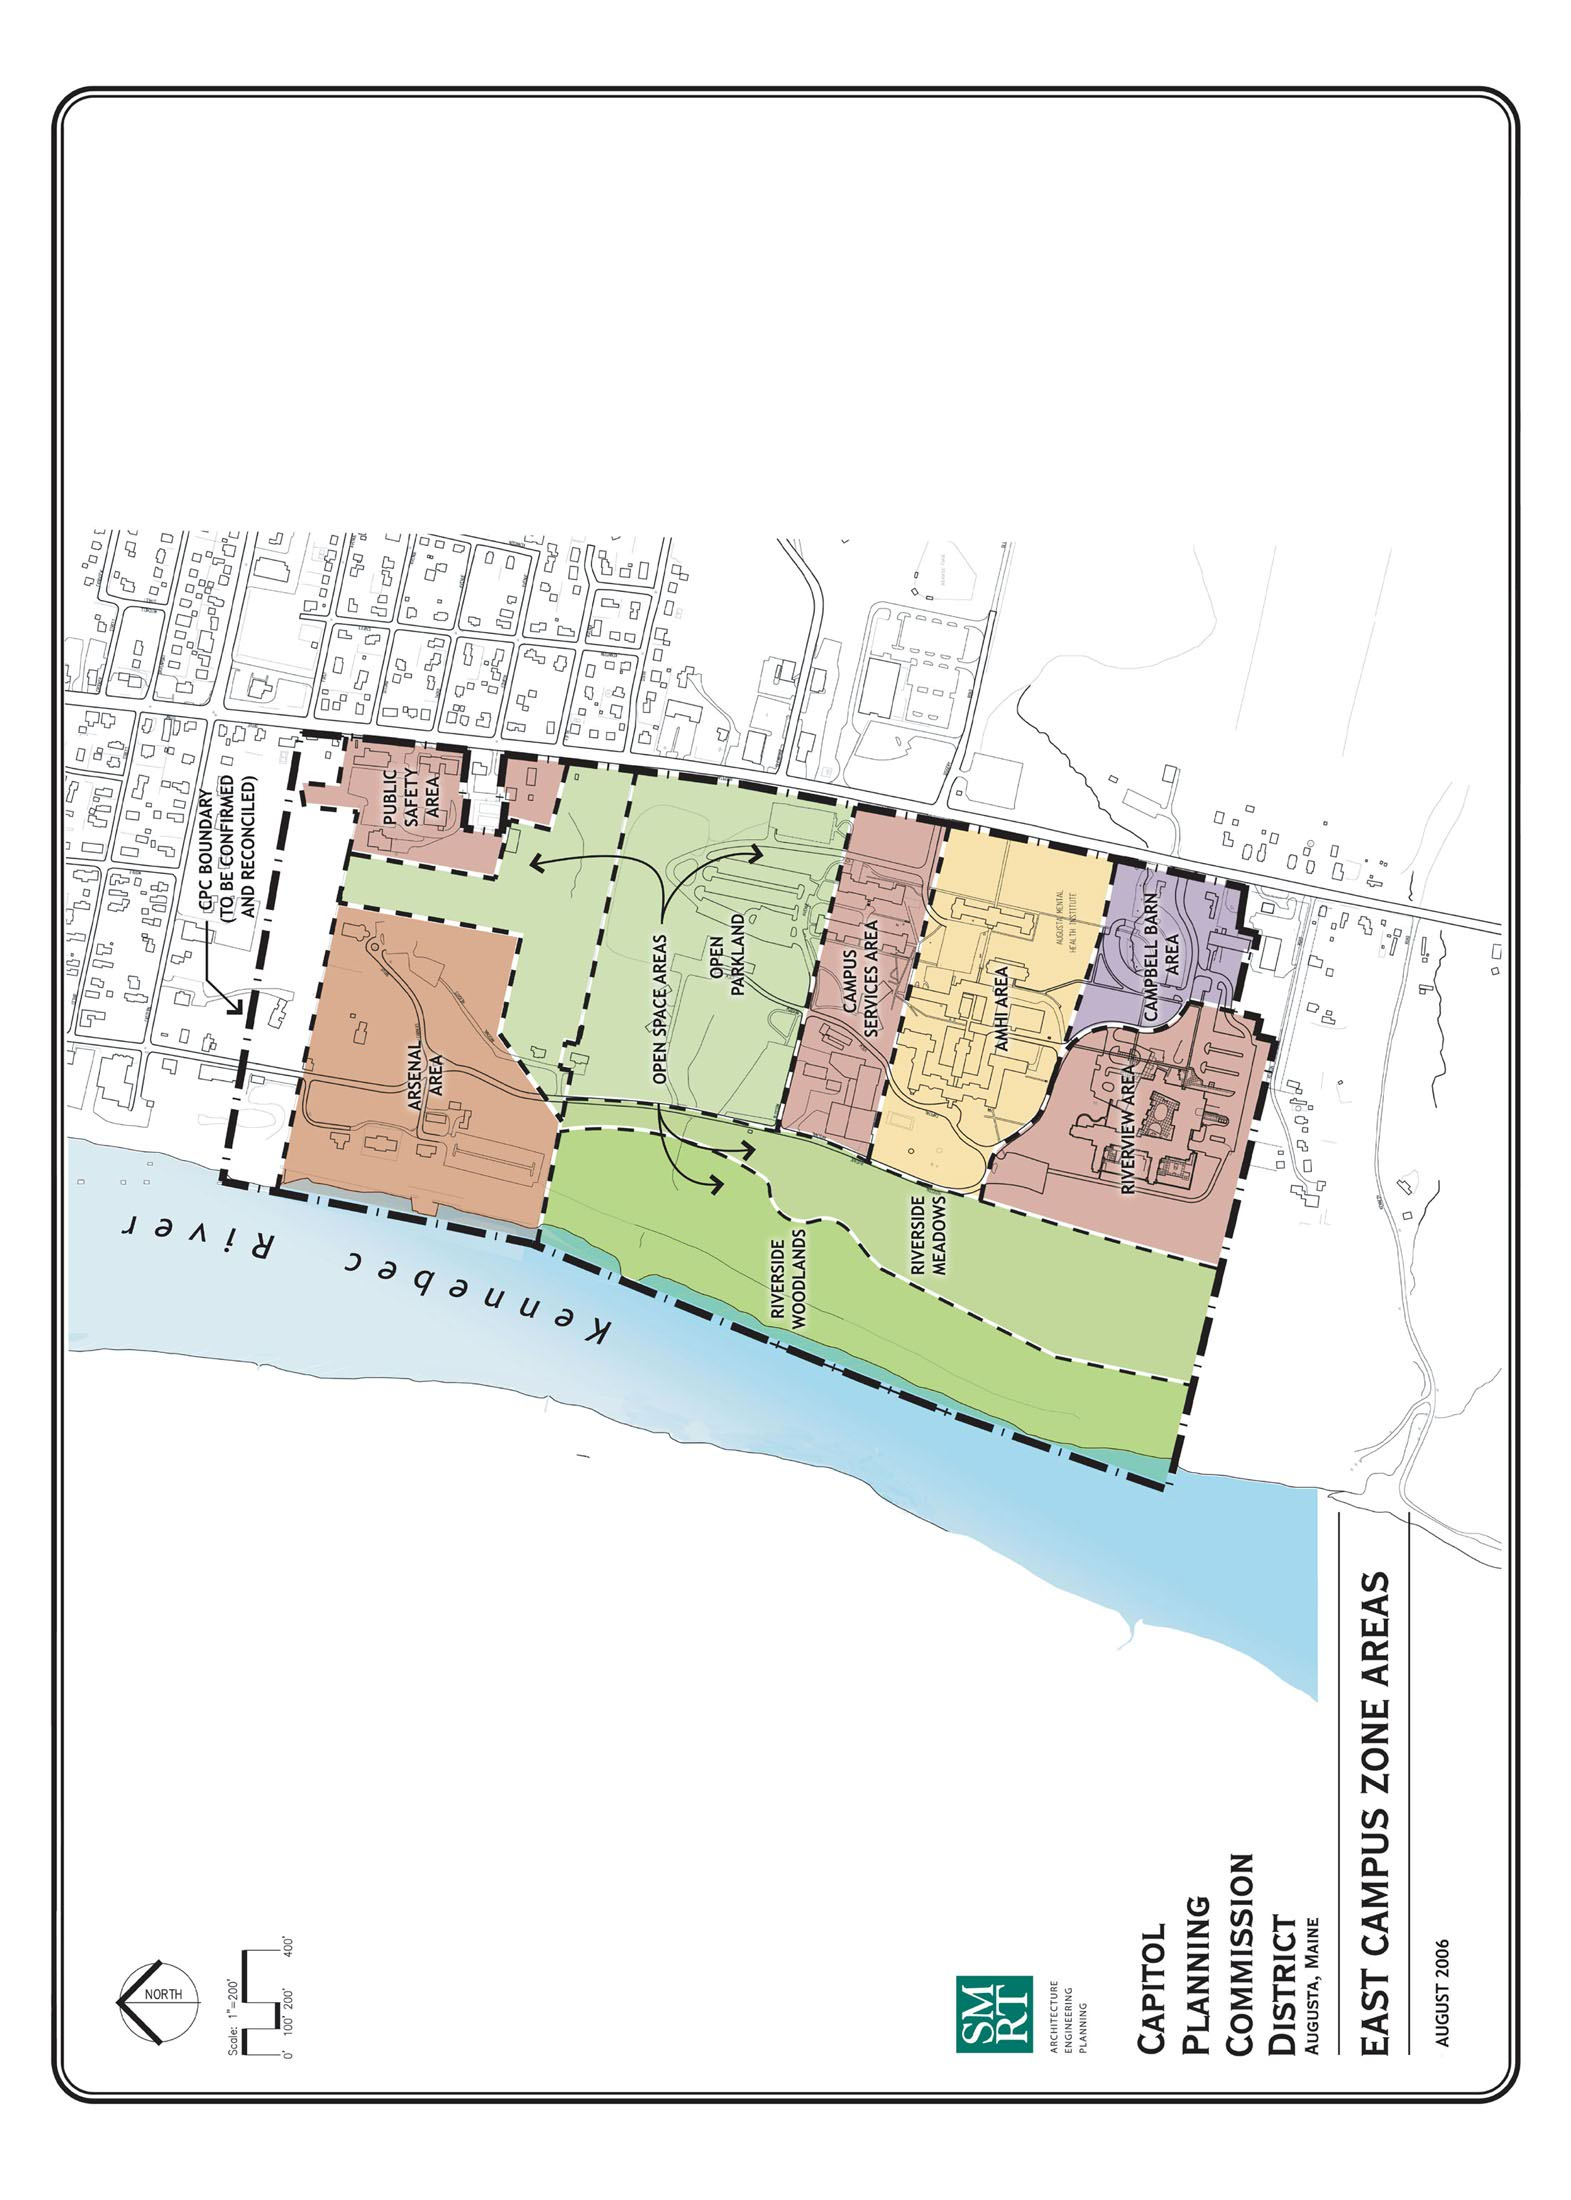 CPC BOUNDARY
(TO BE CONFIRMED
AND RECONCILED)
PUBLIC
SAFETY
AREA
ARSENAL
AREA
OPEN SPACE AREAS
OPEN
PARKLAND
CAMPUS
SERVICES AREA
AMHI AREA
AUGUSTA MENTAL
HEALTH INSTITUTE
CAMPBELL BARN
AREA
RIVERVIEW AREA
RIVERSIDE
MEADOWS
RIVERSIDE
WOODLANDS
Kennebec River
NORTH
Scale: 1"=200'
0' 100' 200' 400'
SM
RT
ARCHITECTURE
ENGINEERING
PLANNING
CAPITOL
PLANNING
COMMISSION
DISTRICT
AUGUSTA, MAINE
EAST CAMPUS ZONE AREAS
AUGUST 2006